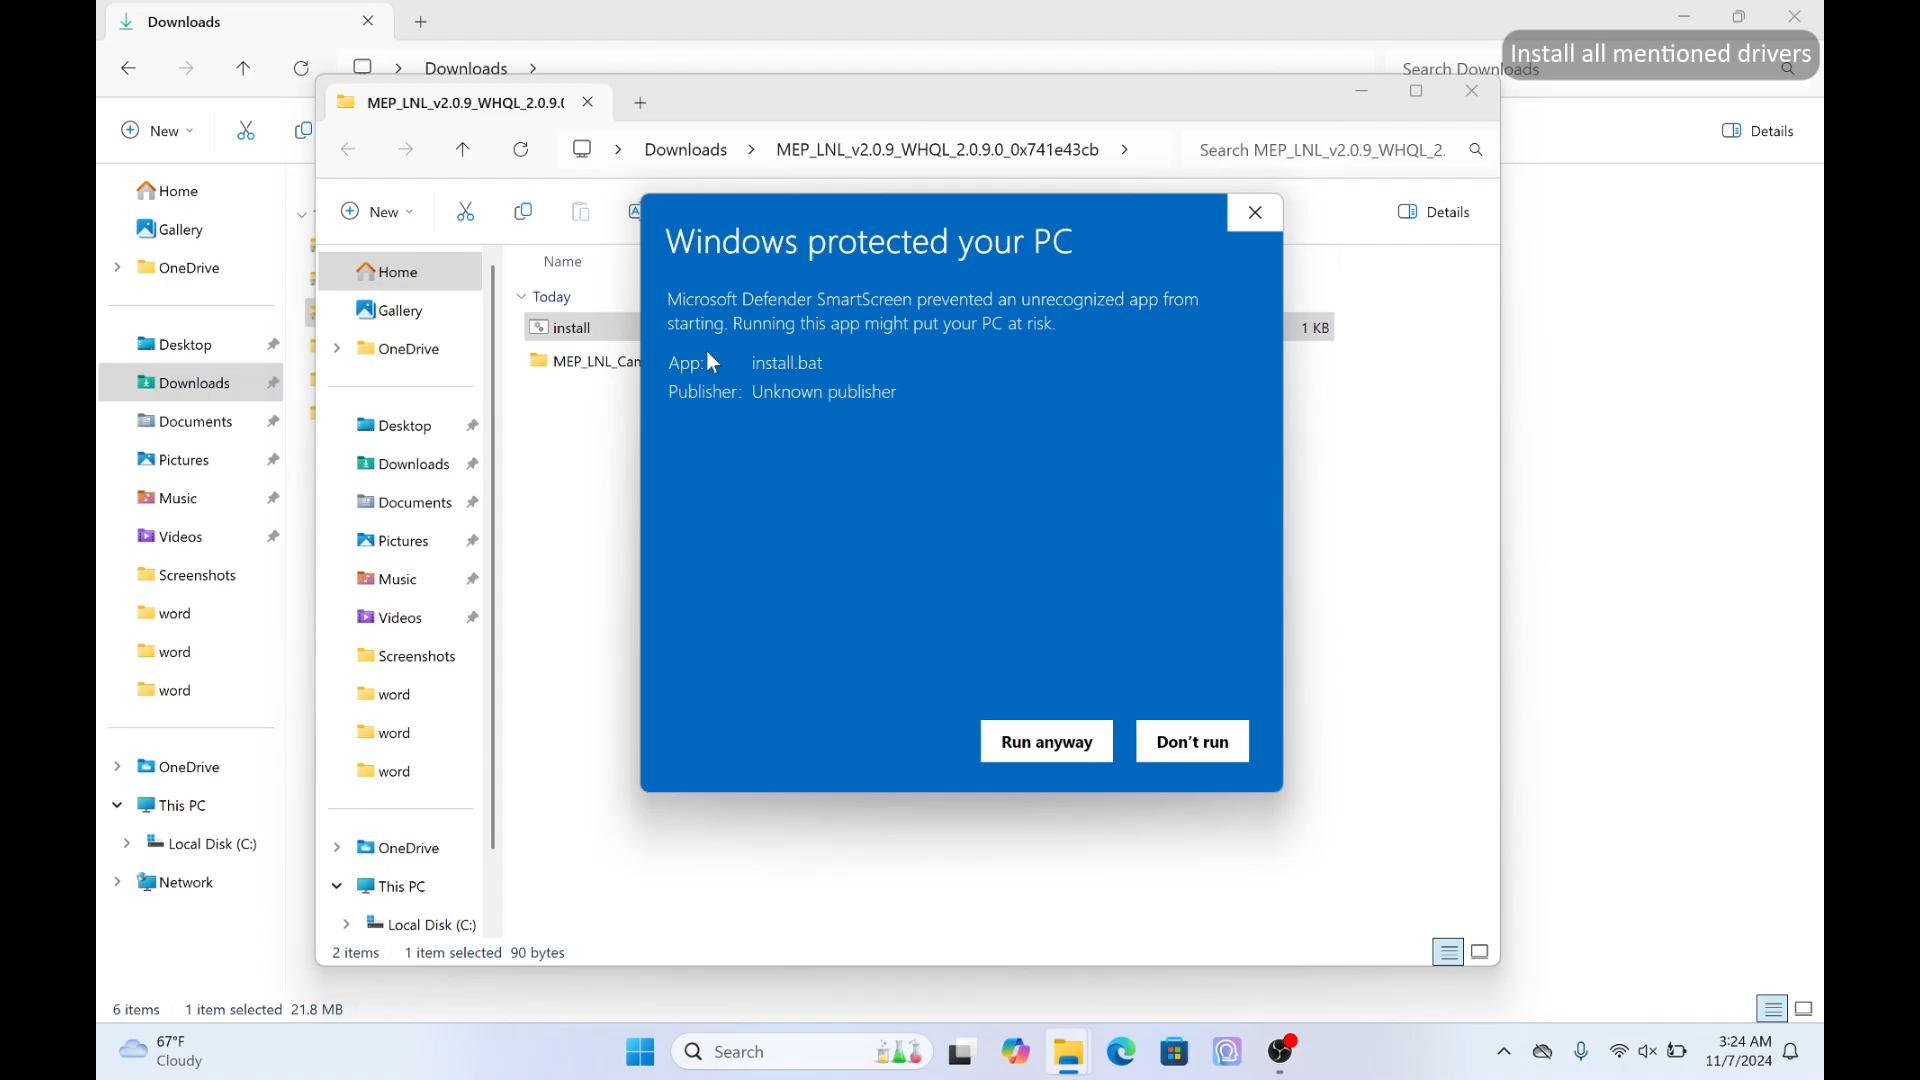 Downloads
Install all mentioned drivers
Downloads
Search Downloads
New
Details
Home
Gallery
OneDrive
Desktop
Downloads
Documents
Pictures
Music
Videos
Screenshots
word
word
word
OneDrive
This PC
Local Disk (C:)
Network
6 items 1 item selected 21.8 MB
MEP_LNL_v2.0.9_WHQL_2.0.9.
Downloads MEP_LNL_v2.0.9_WHQL_2.0.9.0_0x741e43cb
Search MEP_LNL_v2.0.9_WHQL_2.
New
Details
Home
Gallery
OneDrive
Desktop
Downloads
Documents
Pictures
Music
Videos
Screenshots
word
word
word
OneDrive
This PC
Local Disk (C:)
Name
Today
install 1 KB
MEP_LNL_Cam
2 items 1 item selected 90 bytes
Windows protected your PC
Microsoft Defender SmartScreen prevented an unrecognized app from
starting. Running this app might put your PC at risk.
App: install.bat
Publisher: Unknown publisher
Run anyway Don't run
67°F
Cloudy
Search
3:24 AM
11/7/2024